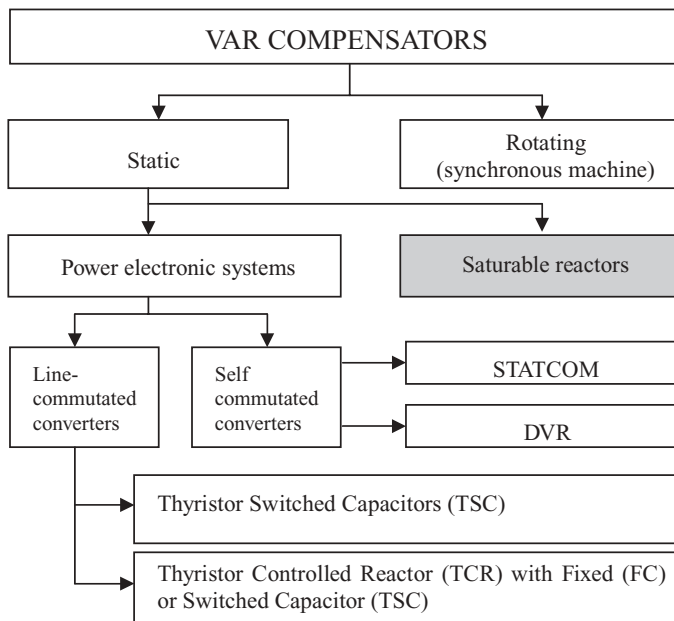 VAR COMPENSATORS
Static
Rotating
(synchronous machine)
Power electronic systems
Saturable reactors
Line-
commutated
converters
Self
commutated
converters
STATCOM
DVR
Thyristor Switched Capacitors (TSC)
Thyristor Controlled Reactor (TCR) with Fixed (FC)
or Switched Capacitor (TSC)